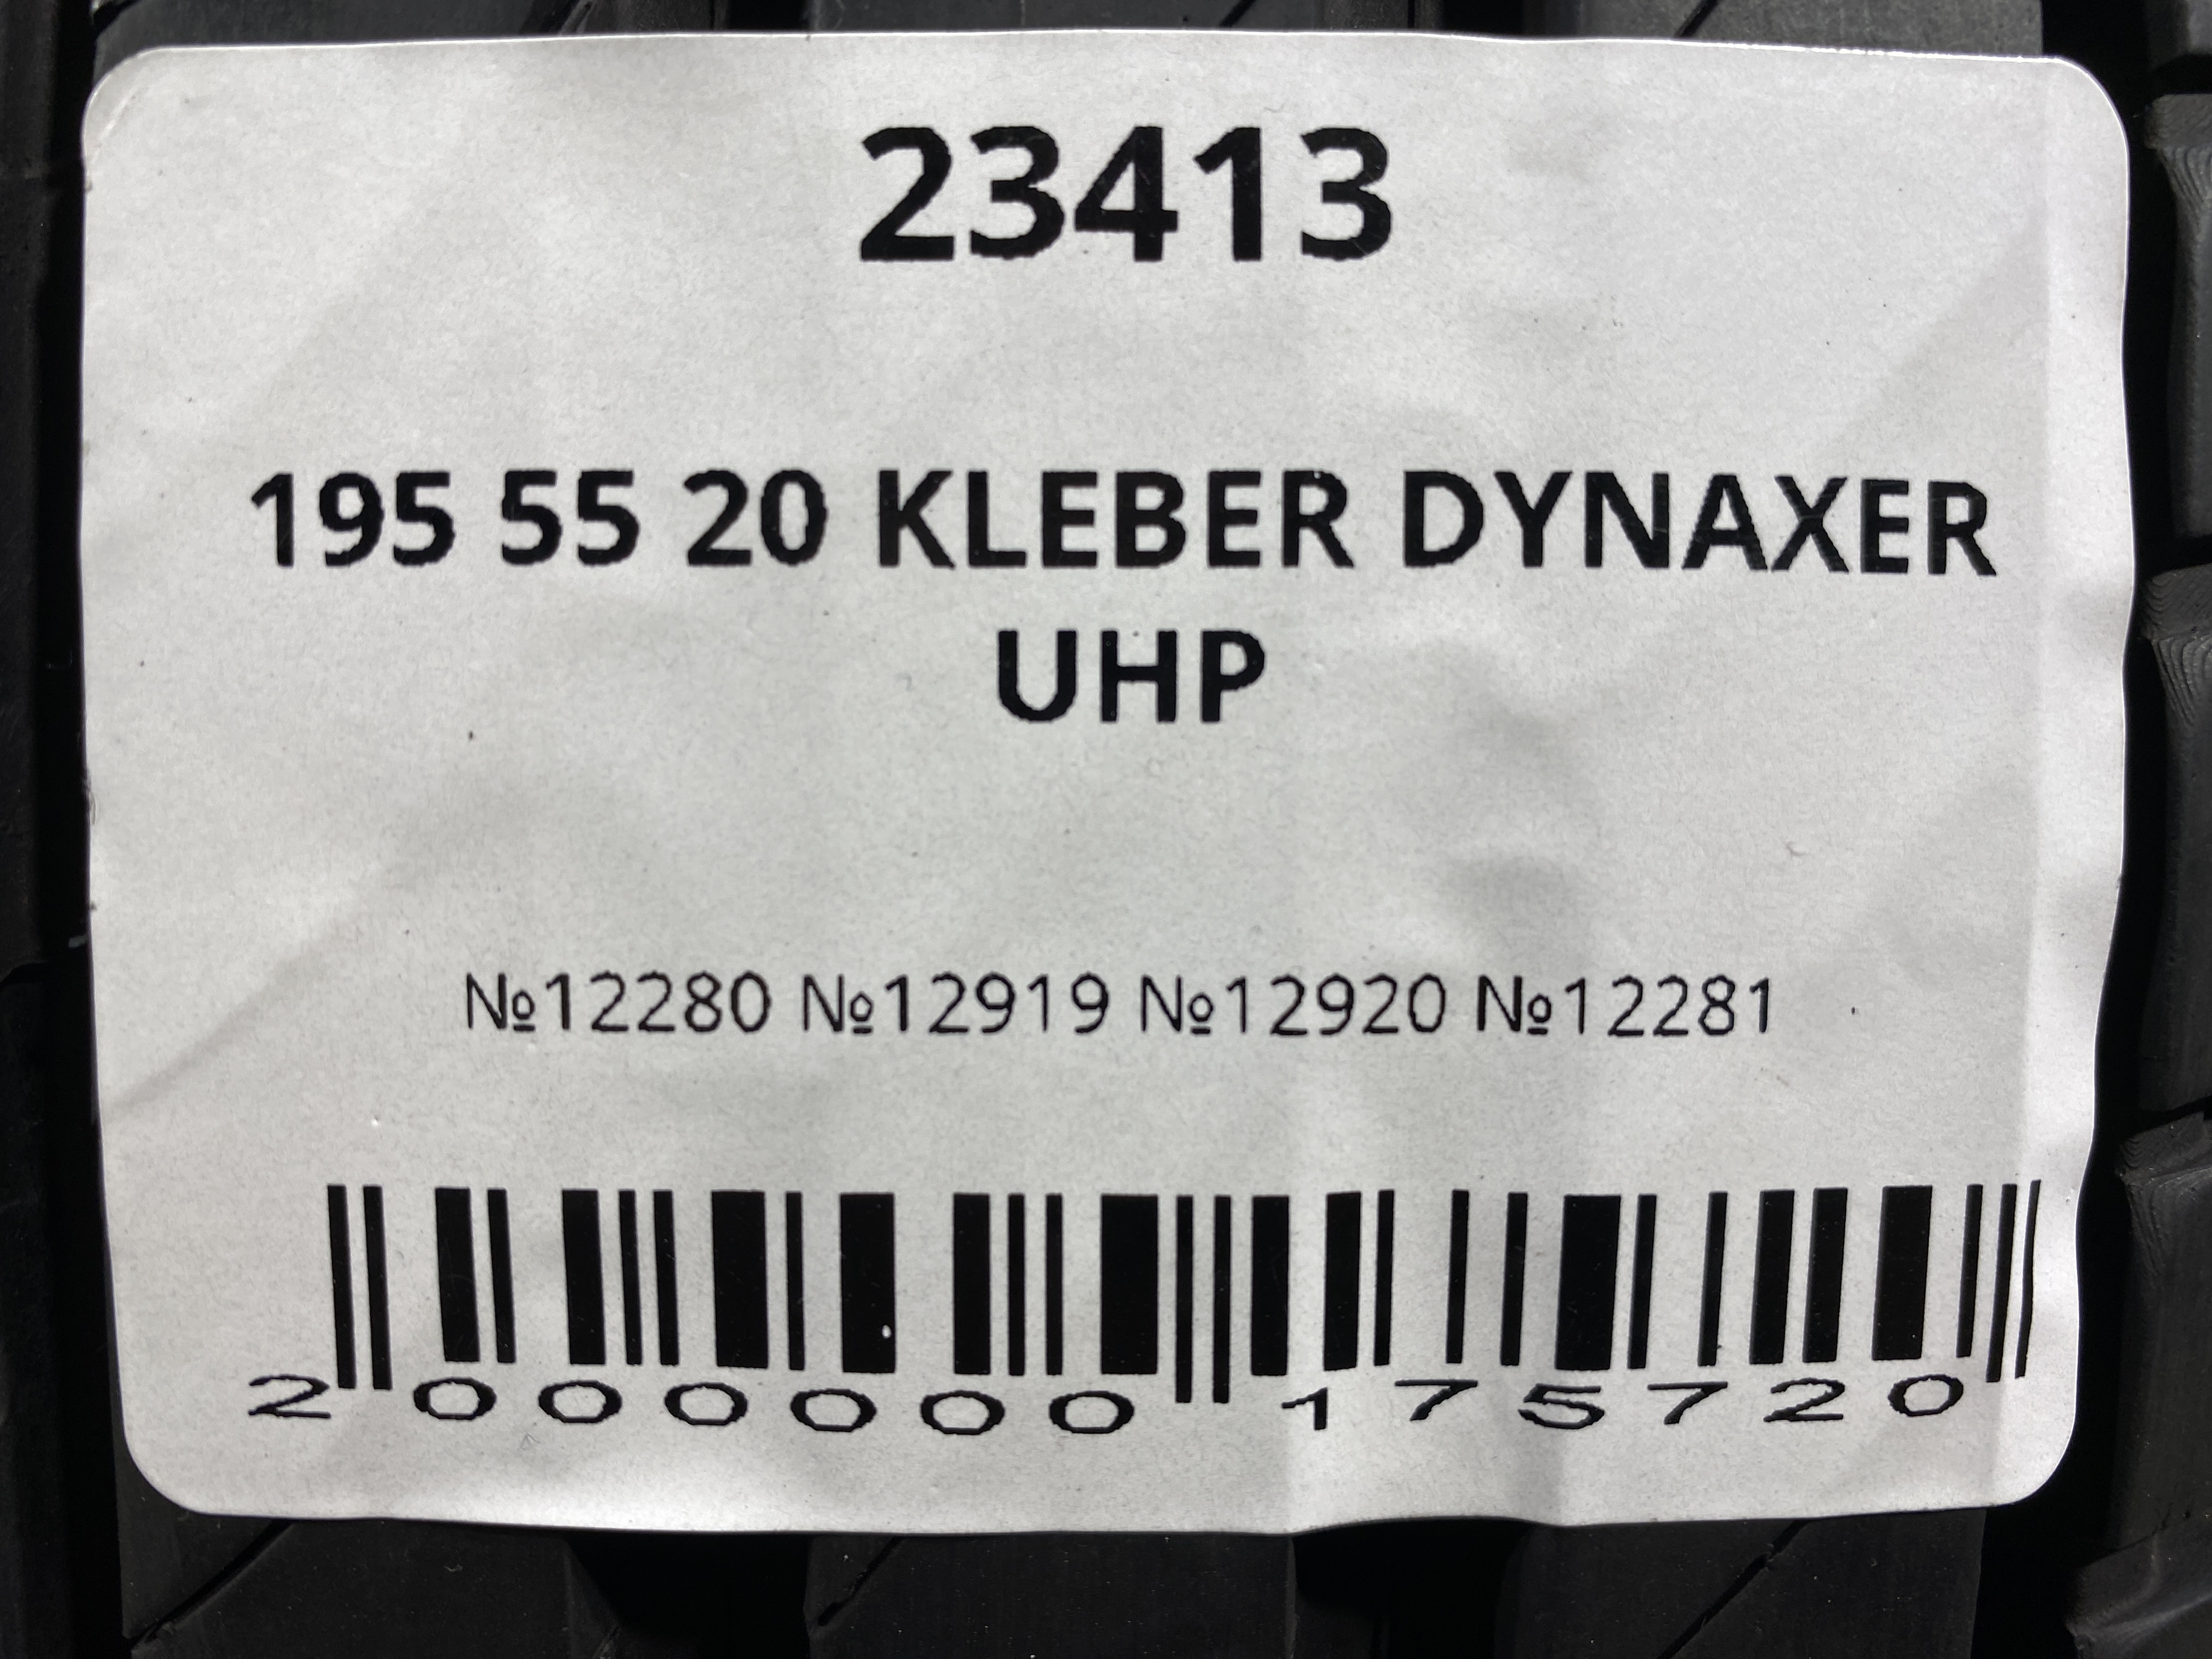 23413
195 55 20 KLEBER DYNAXER
UHP
№12280 №12919 №12920 №12281
2000000175720